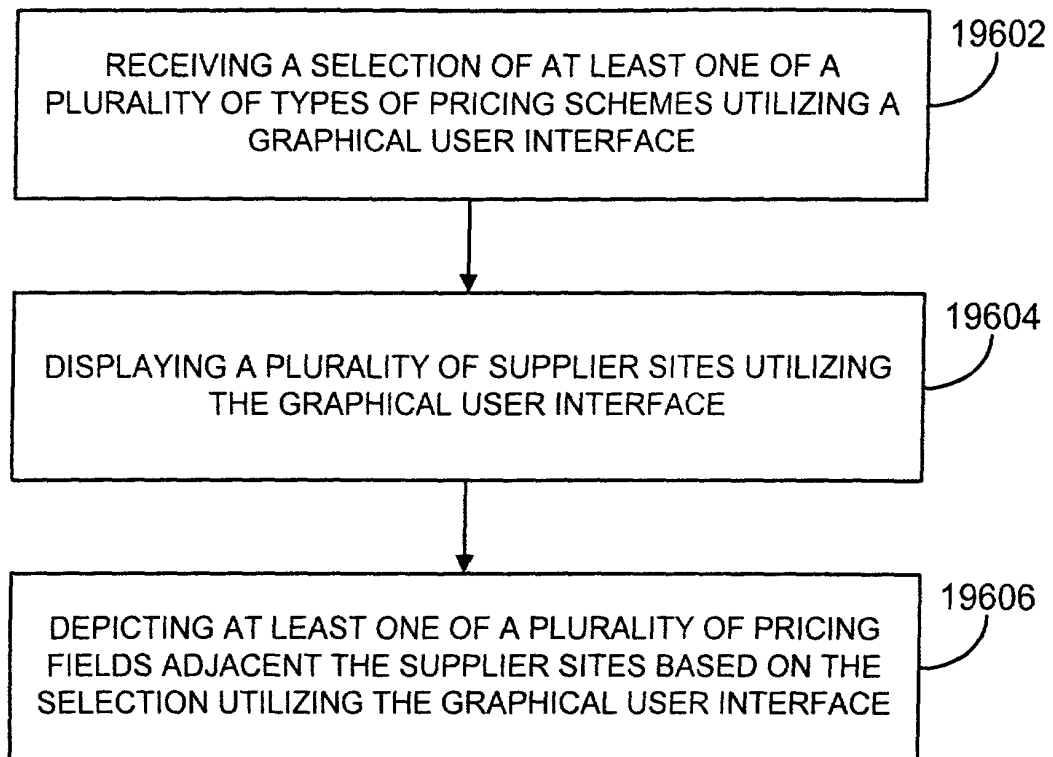 19602
RECEIVING A SELECTION OF AT LEAST ONE OF A
PLURALITY OF TYPES OF PRICING SCHEMES UTILIZING A
GRAPHICAL USER INTERFACE
19604
DISPLAYING A PLURALITY OF SUPPLIER SITES UTILIZING
THE GRAPHICAL USER INTERFACE
19606
DEPICTING AT LEAST ONE OF A PLURALITY OF PRICING
FIELDS ADJACENT THE SUPPLIER SITES BASED ON THE
SELECTION UTILIZING THE GRAPHICAL USER INTERFACE